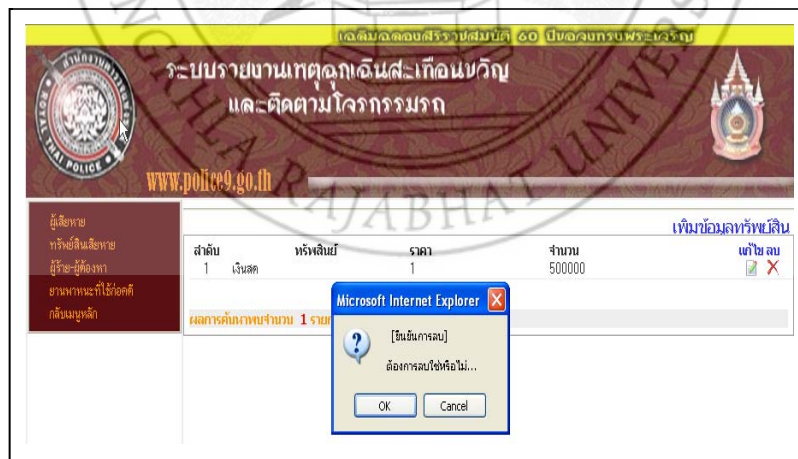 เฉลิมฉลองสิริราชสมบัติ ๖๐ ปีของทรงพระเจริญ
ระบบรายงานเหตุฉุกเฉินสะเทือนขวัญ
และติดตามโจรกรรมรถ
ROYAL THAI POLICE
www.police9.go.th
RAJABHAT
ผู้เสียหาย
ทรัพย์สินเสียหาย
ผู้ร้าย-ผู้ต้องหา
ยานพาหนะที่ใช้ก่อคดี
กลับเมนูหลัก
เพิ่มข้อมูลทรัพย์สิน
ลำดับ ทรัพสินย์ ราคา จำนวน แก้ไข ลบ
1 เงินสด 1 500000
ผลการค้นหาพบจำนวน 1
Microsoft Internet Explorer
[ยืนยันการลบ]
ต้องการลบใช่หรือไม่...
OK Cancel